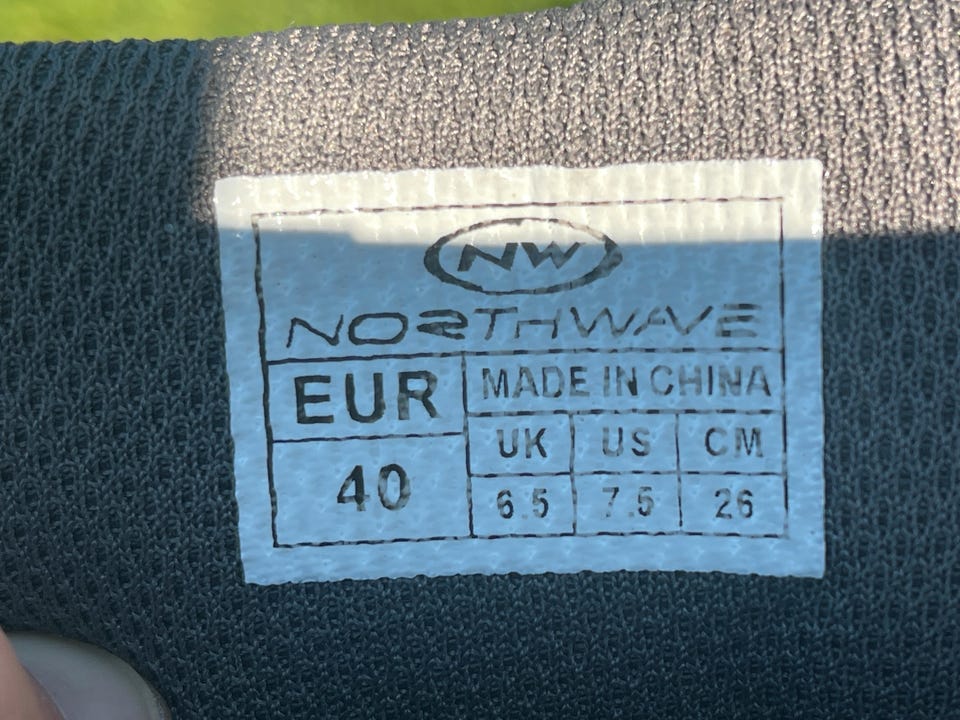 NW
NORTHWAVE
EUR MADE IN CHINA
UK US CM
40 6.5 7.5 26